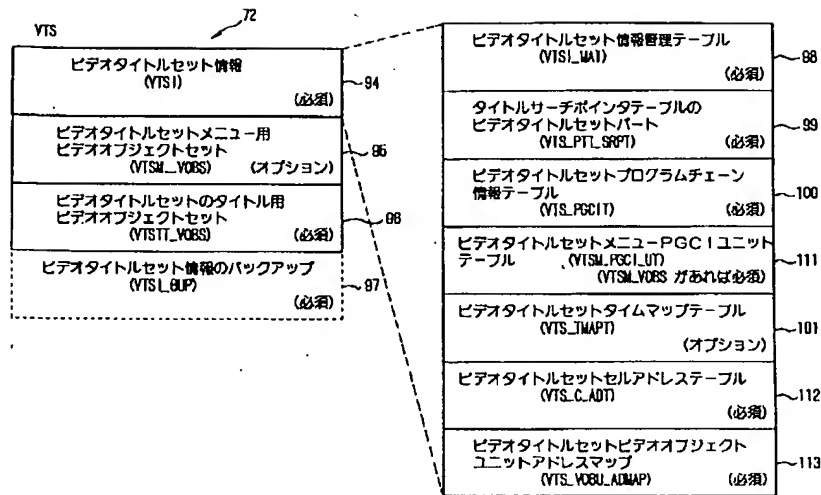 VTS
72
ビデオタイトルセット情報
(VTSI)
(必須)
94
ビデオタイトルセットメニュー用
ビデオオブジェクトセット
(VTSM__VOBS) (オプション)
95
ビデオタイトルセットのタイトル用
ビデオオブジェクトセット
(VTSTT_VOBS) (必須)
96
ビデオタイトルセット情報のバックアップ
(VTSI_BUP)
(必須)
97
ビデオタイトルセット情報管理テーブル
(VTSI_MAT)
(必須)
98
タイトルサーチポインタテーブルの
ビデオタイトルセットパート
(VTS_PTT_SRPT) (必須)
99
ビデオタイトルセットプログラムチェーン
情報テーブル
(VTS_PGCIT) (必須)
100
ビデオタイトルセットメニューPGCIユニット
テーブル (VTSM_PGCI_UT)
(VTSM_VOBS があれば必須)
111
ビデオタイトルセットタイムマップテーブル
(VTS_TMAPT)
(オプション)
101
ビデオタイトルセットセルアドレステーブル
(VTS_C_ADT)
(必須)
112
ビデオタイトルセットビデオオブジェクト
ユニットアドレスマップ
(VTS_VOBU_ADMAP) (必須)
113